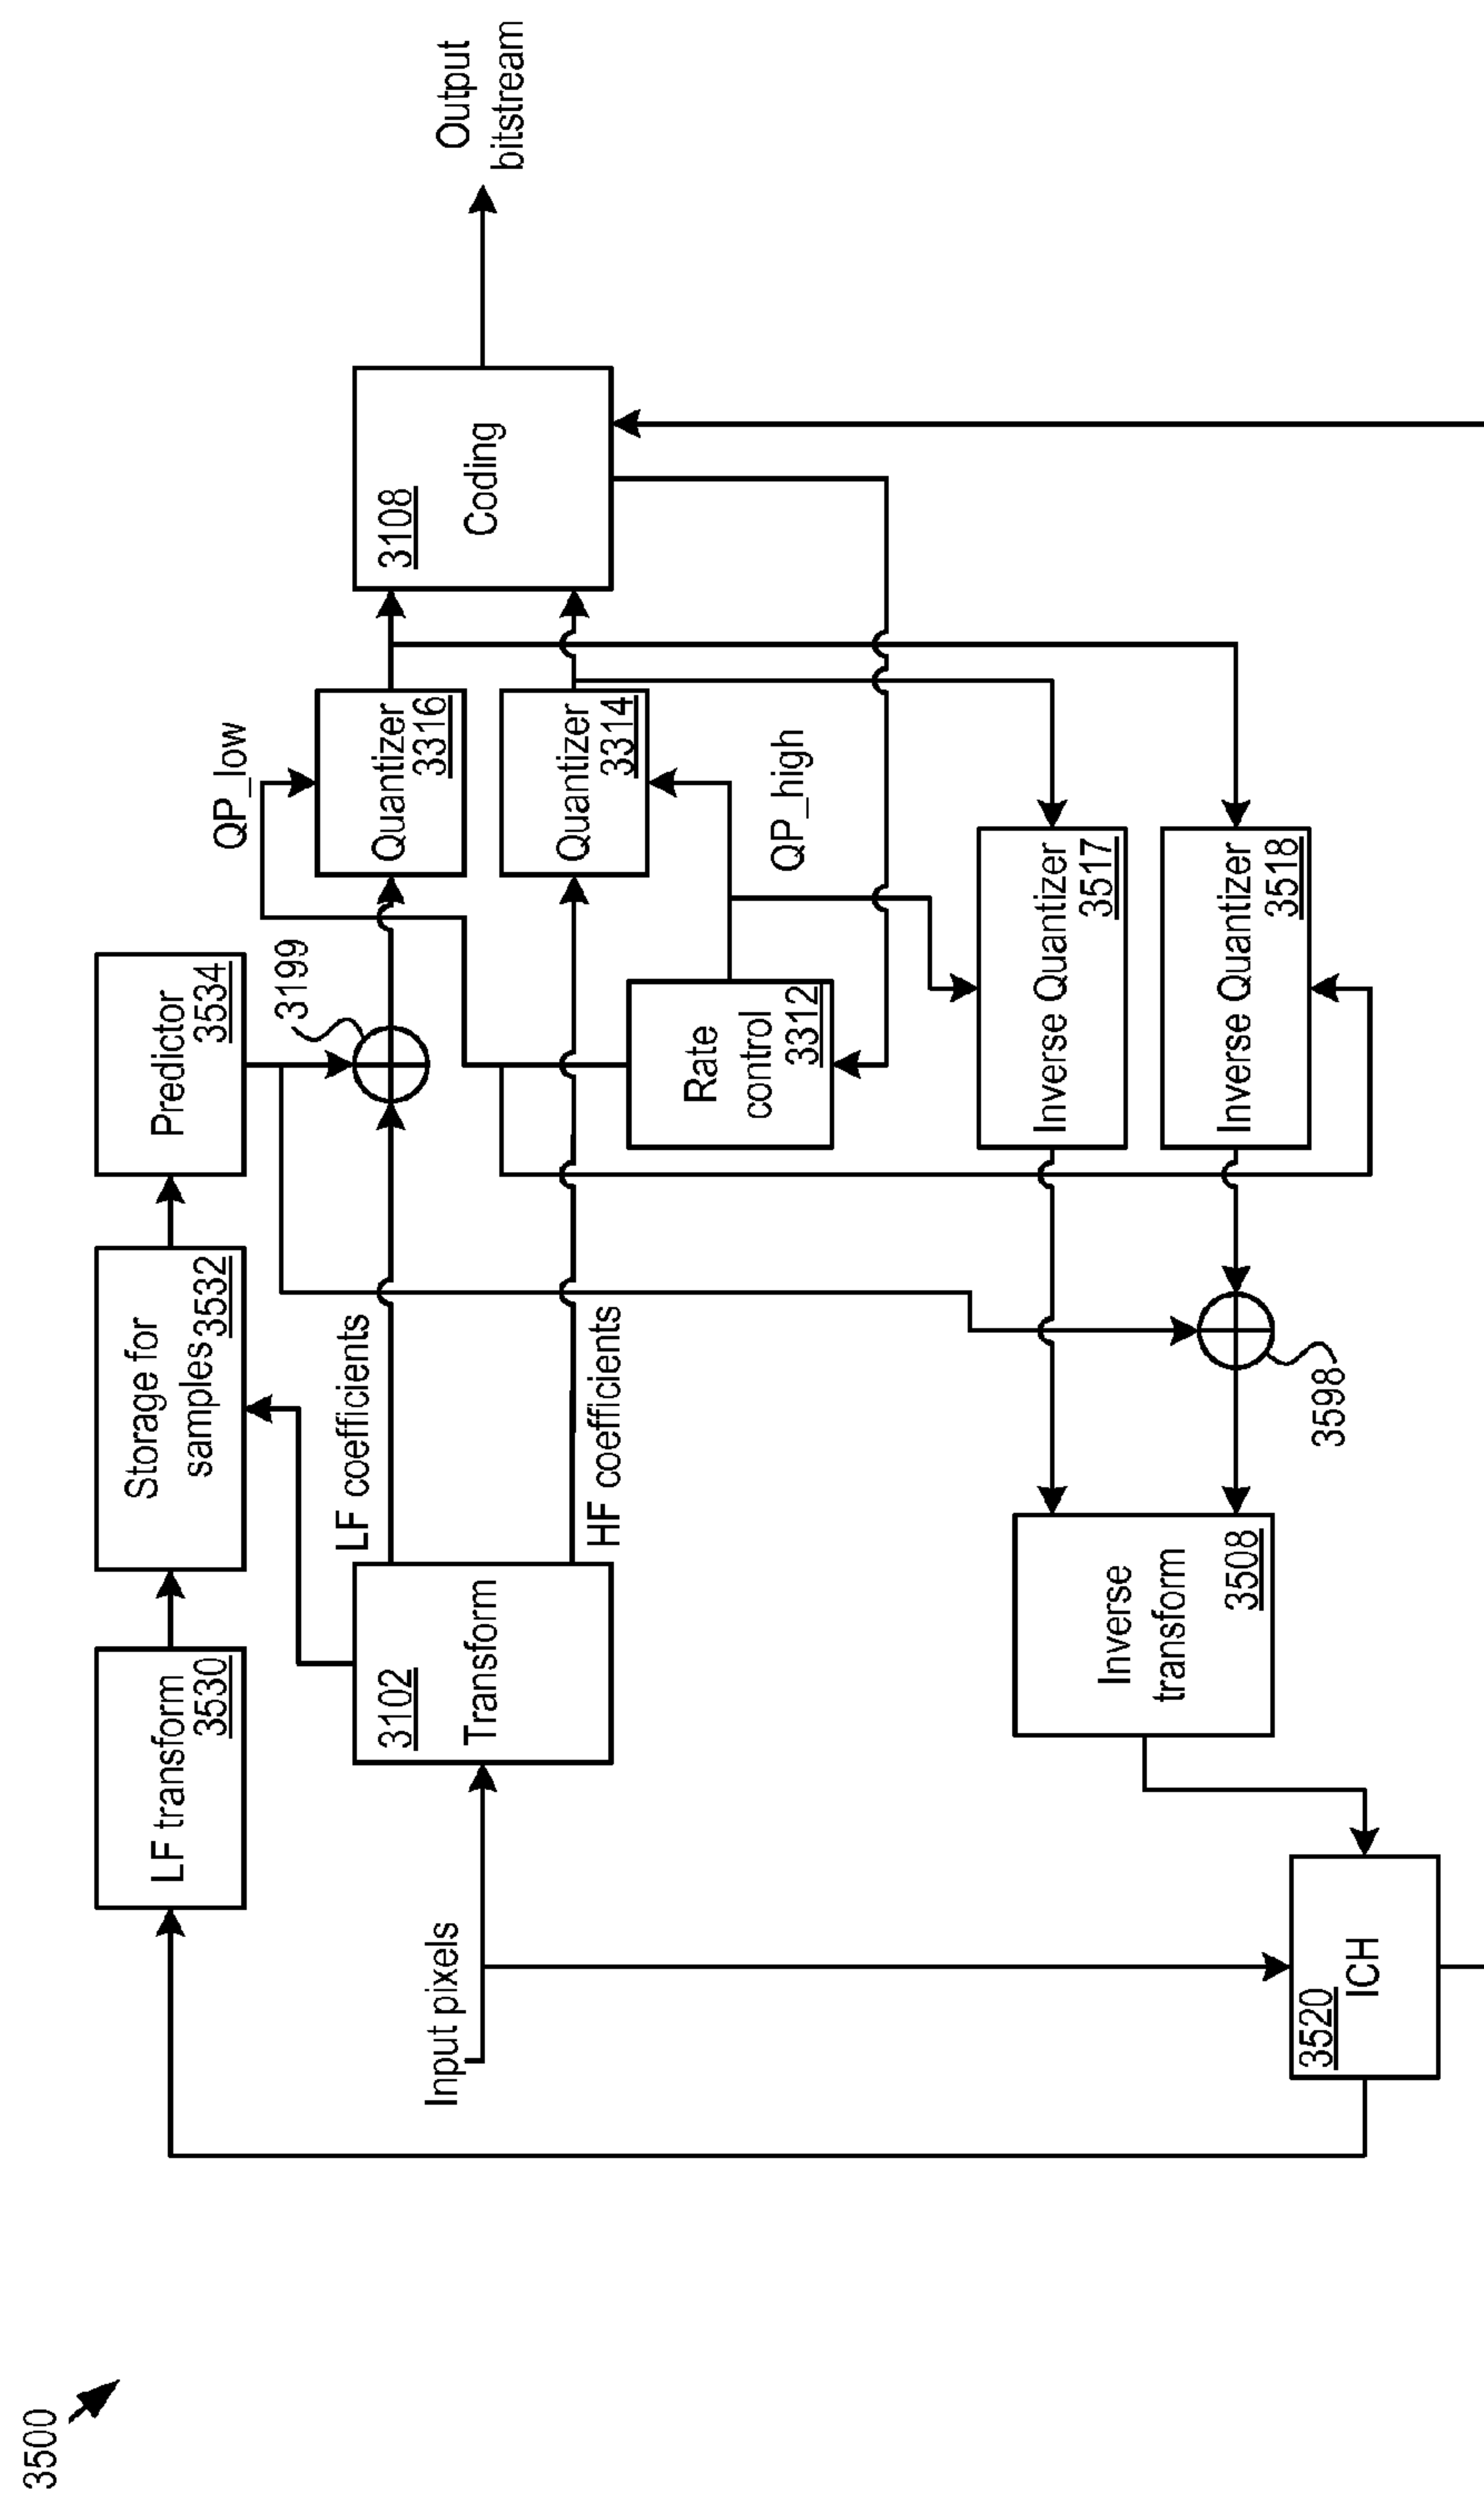 3500
LF transform
3530
Storage for
samples
3532
Predictor
3534
3199
QP_low
Quantizer
3316
Quantizer
3314
3108
Coding
Output
bitstream
Input pixels
3102
Transform
LF coefficients
HF coefficients
Rate
control
3312
QP_high
Inverse
transform
3508
Inverse Quantizer
3517
Inverse Quantizer
3518
3598
3520
ICH